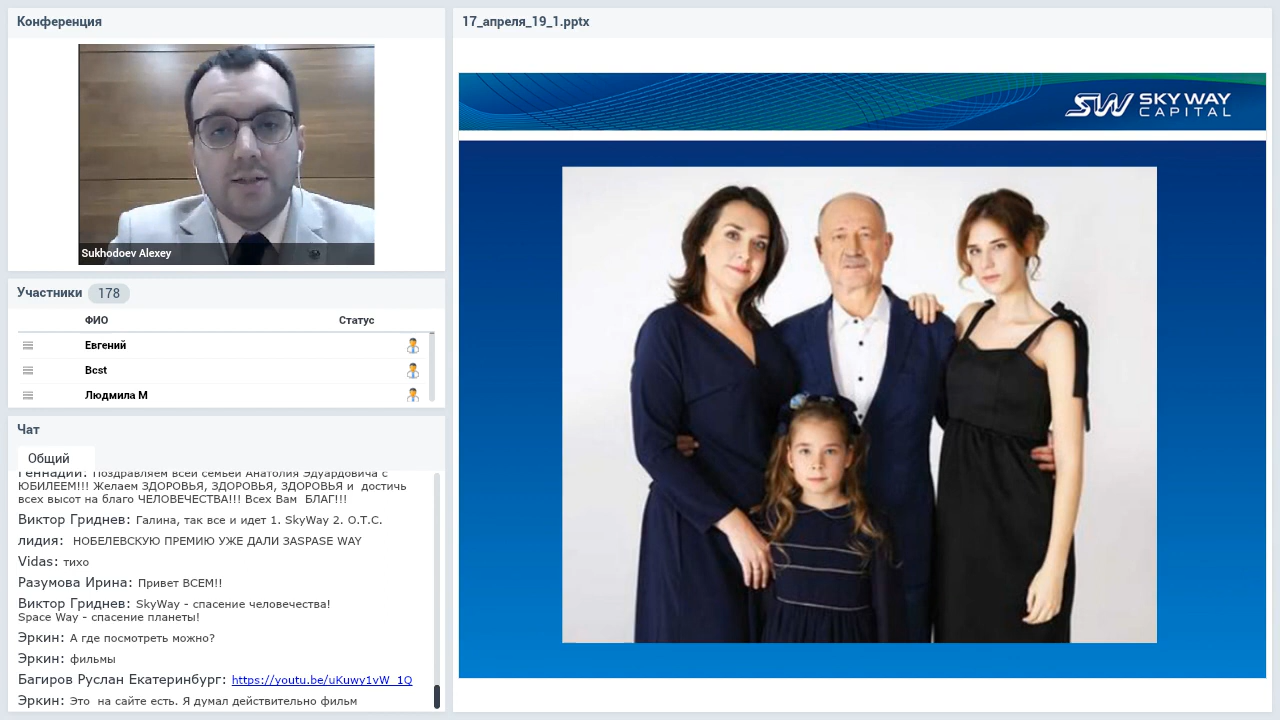 Конференция
Sukhodoev Alexey
Участники 178
ФИО Статус
Евгений
Bcst
Людмила М
Чат
Общий
Геннадий: Поздравляем всей семьёй Анатолия Эдуардовича с
ЮБИЛЕЕМ!!! Желаем ЗДОРОВЬЯ, ЗДОРОВЬЯ, ЗДОРОВЬЯ и достичь
всех высот на благо ЧЕЛОВЕЧЕСТВА!!! Всех Вам БЛАГ!!!
Виктор Гриднев: Галина, так все и идет 1. SkyWay 2. О.Т.С.
лидия: НОБЕЛЕВСКУЮ ПРЕМИЮ УЖЕ ДАЛИ ЗАSPASE WAY
Vidas: тихо
Разумова Ирина: Привет ВСЕМ!!
Виктор Гриднев: SkyWay - спасение человечества!
Space Way - спасение планеты!
Эркин: А где посмотреть можно?
Эркин: фильмы
Багиров Руслан Екатеринбург: https://youtu.be/uKuwy1vW_1Q
Эркин: Это на сайте есть. Я думал действительно фильм
17_апреля_19_1.pptx
SW SKY WAY
CAPITAL